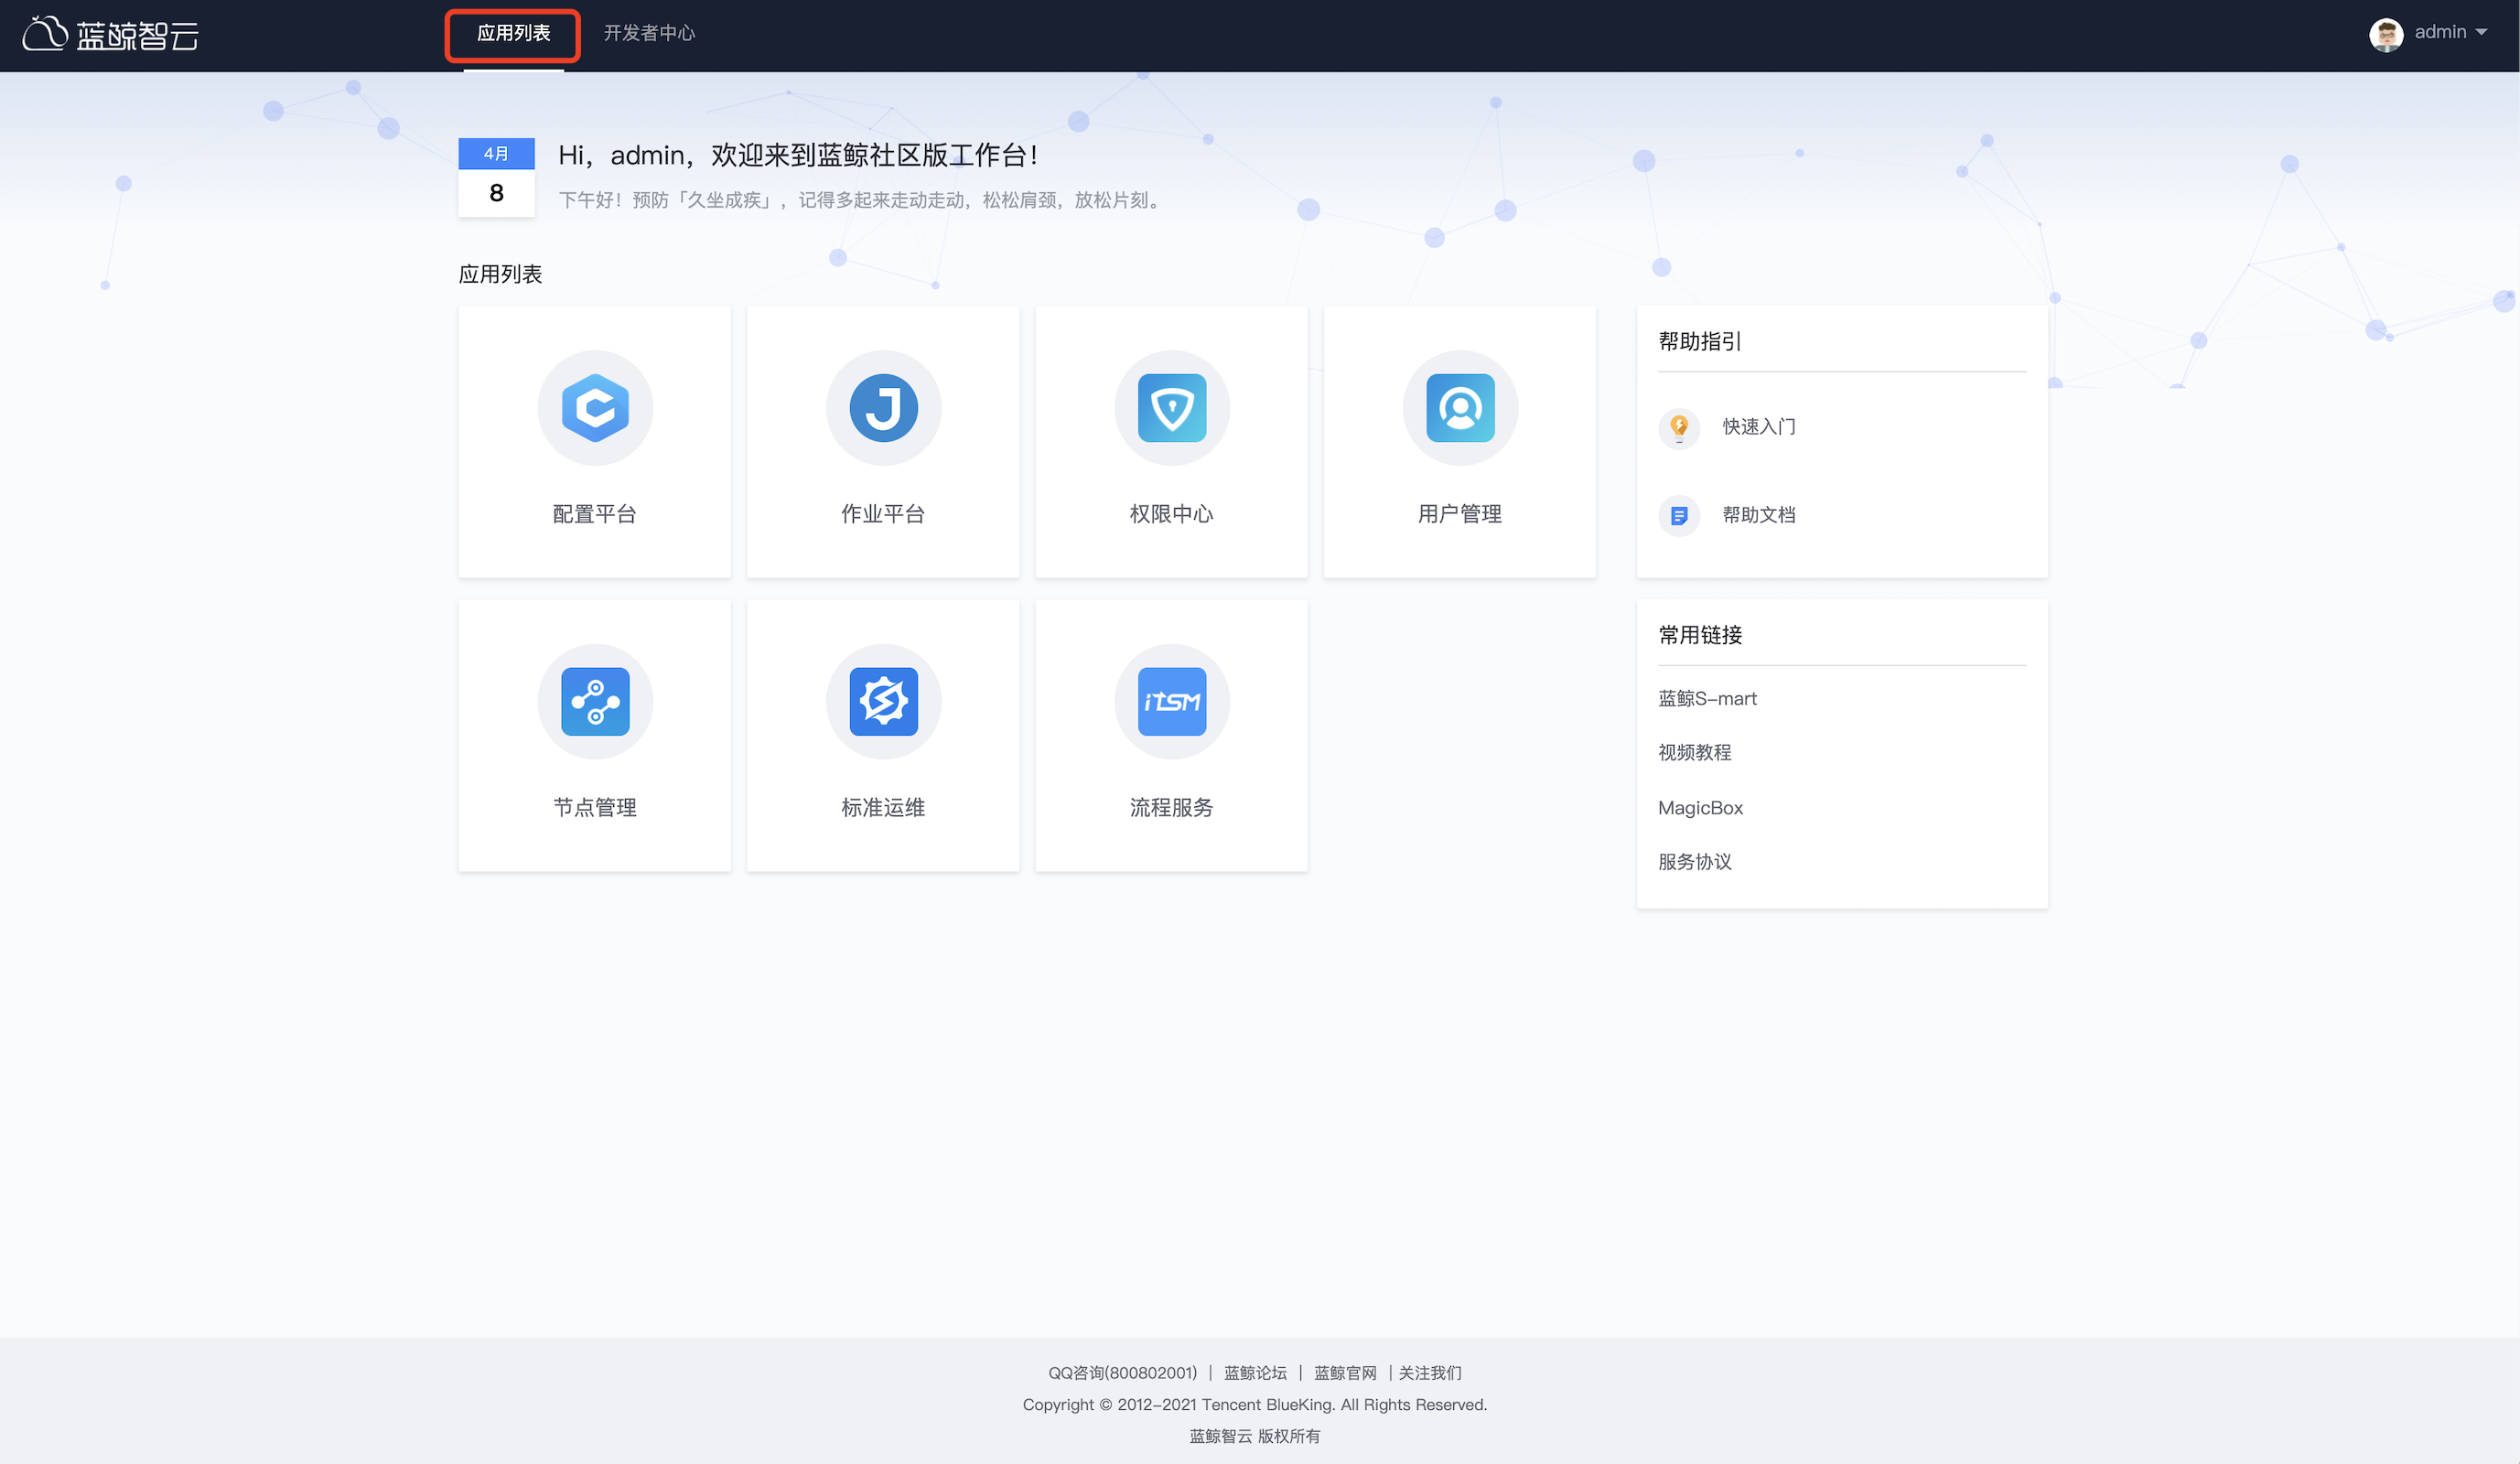 蓝鲸智云
应用列表
开发者中心
admin
4月
8
Hi，admin，欢迎来到蓝鲸社区版工作台！
下午好！预防「久坐成疾」，记得多起来走动走动，松松肩颈，放松片刻。
应用列表
C
配置平台
J
作业平台
权限中心
用户管理
节点管理
标准运维
iTSM
流程服务
帮助指引
快速入门
帮助文档
常用链接
蓝鲸S-mart
视频教程
MagicBox
服务协议
QQ咨询(800802001) | 蓝鲸论坛 | 蓝鲸官网 | 关注我们
Copyright © 2012-2021 Tencent BlueKing. All Rights Reserved.
蓝鲸智云 版权所有